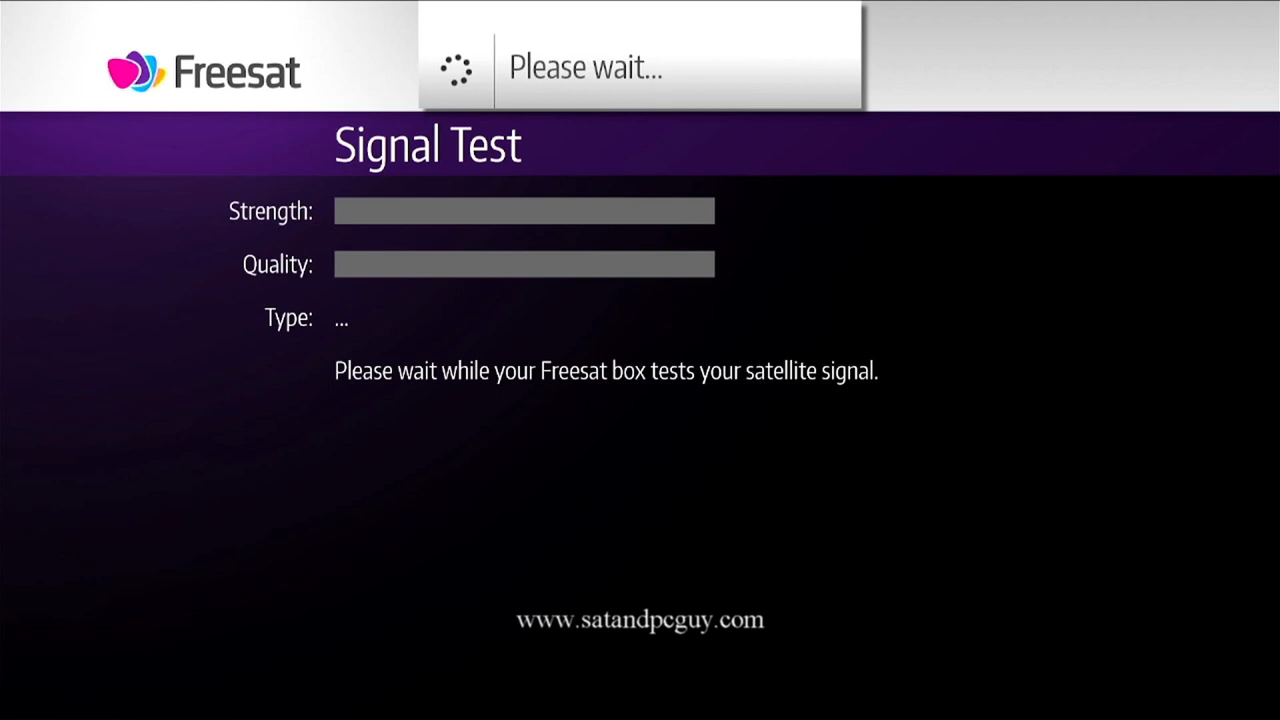 Freesat
Please wait...
Signal Test
Strength:
Quality:
Type: ...
Please wait while your Freesat box tests your satellite signal.
www.satandpcguy.com